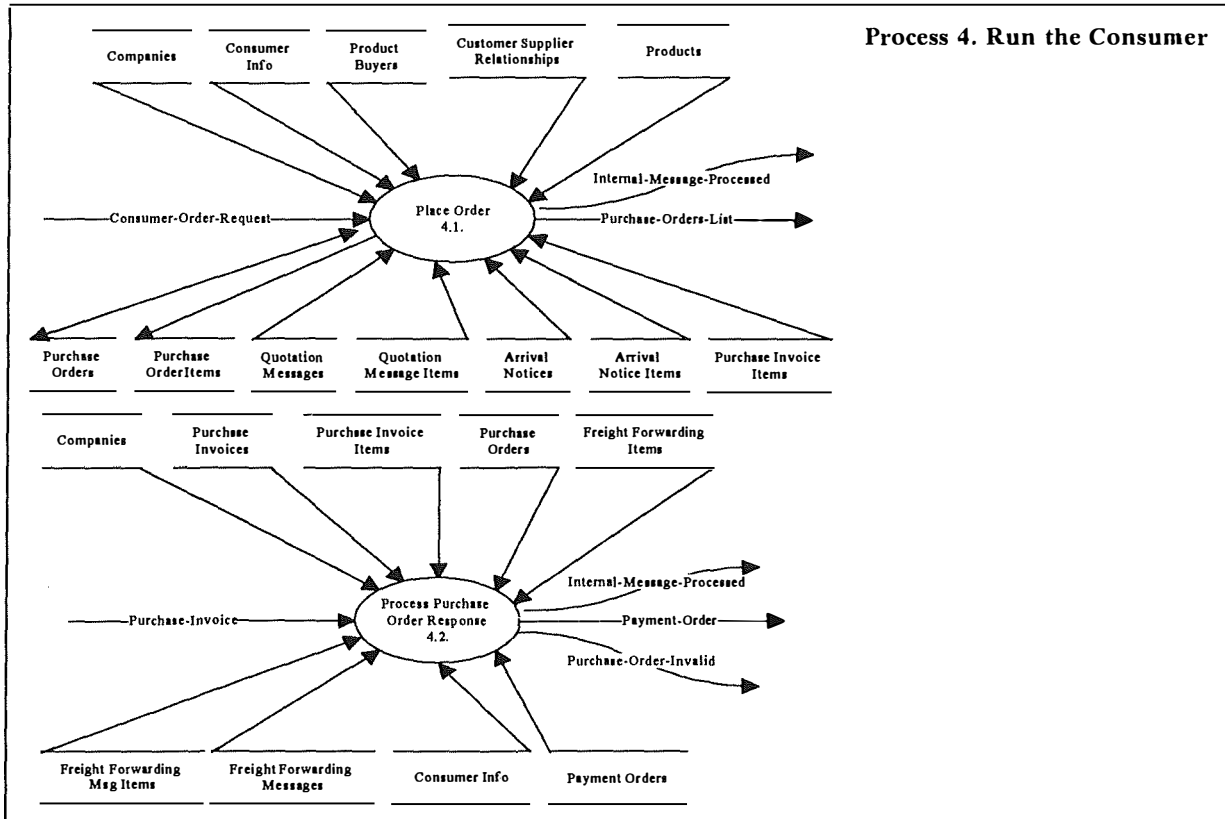 Process 4. Run the Consumer
Companies
Consumer
Info
Product
Buyers
Customer Supplier
Relationships
Products
Internal-Message-Processed
Consumer-Order-Request
Place Order
4.1.
Purchase-Orders-List
Purchase
Orders
Purchase
OrderItems
Quotation
Messages
Quotation
Message Items
Arrival
Notices
Arrival
Notice Items
Purchase Invoice
Items
Companies
Purchase
Invoices
Purchase Invoice
Items
Purchase
Orders
Freight Forwarding
Items
Internal-Message-Processed
Purchase-Invoice
Process Purchase
Order Response
4.2.
Payment-Order
Purchase-Order-Invalid
Freight Forwarding
Msg Items
Freight Forwarding
Messages
Consumer Info
Payment Orders